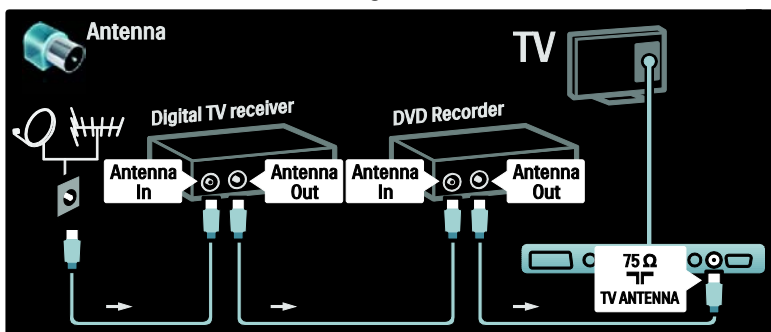 Antenna
TV
Digital TV receiver
DVD Recorder
Antenna
In
Antenna
Out
Antenna
In
Antenna
Out
75 Ω
TV ANTENNA